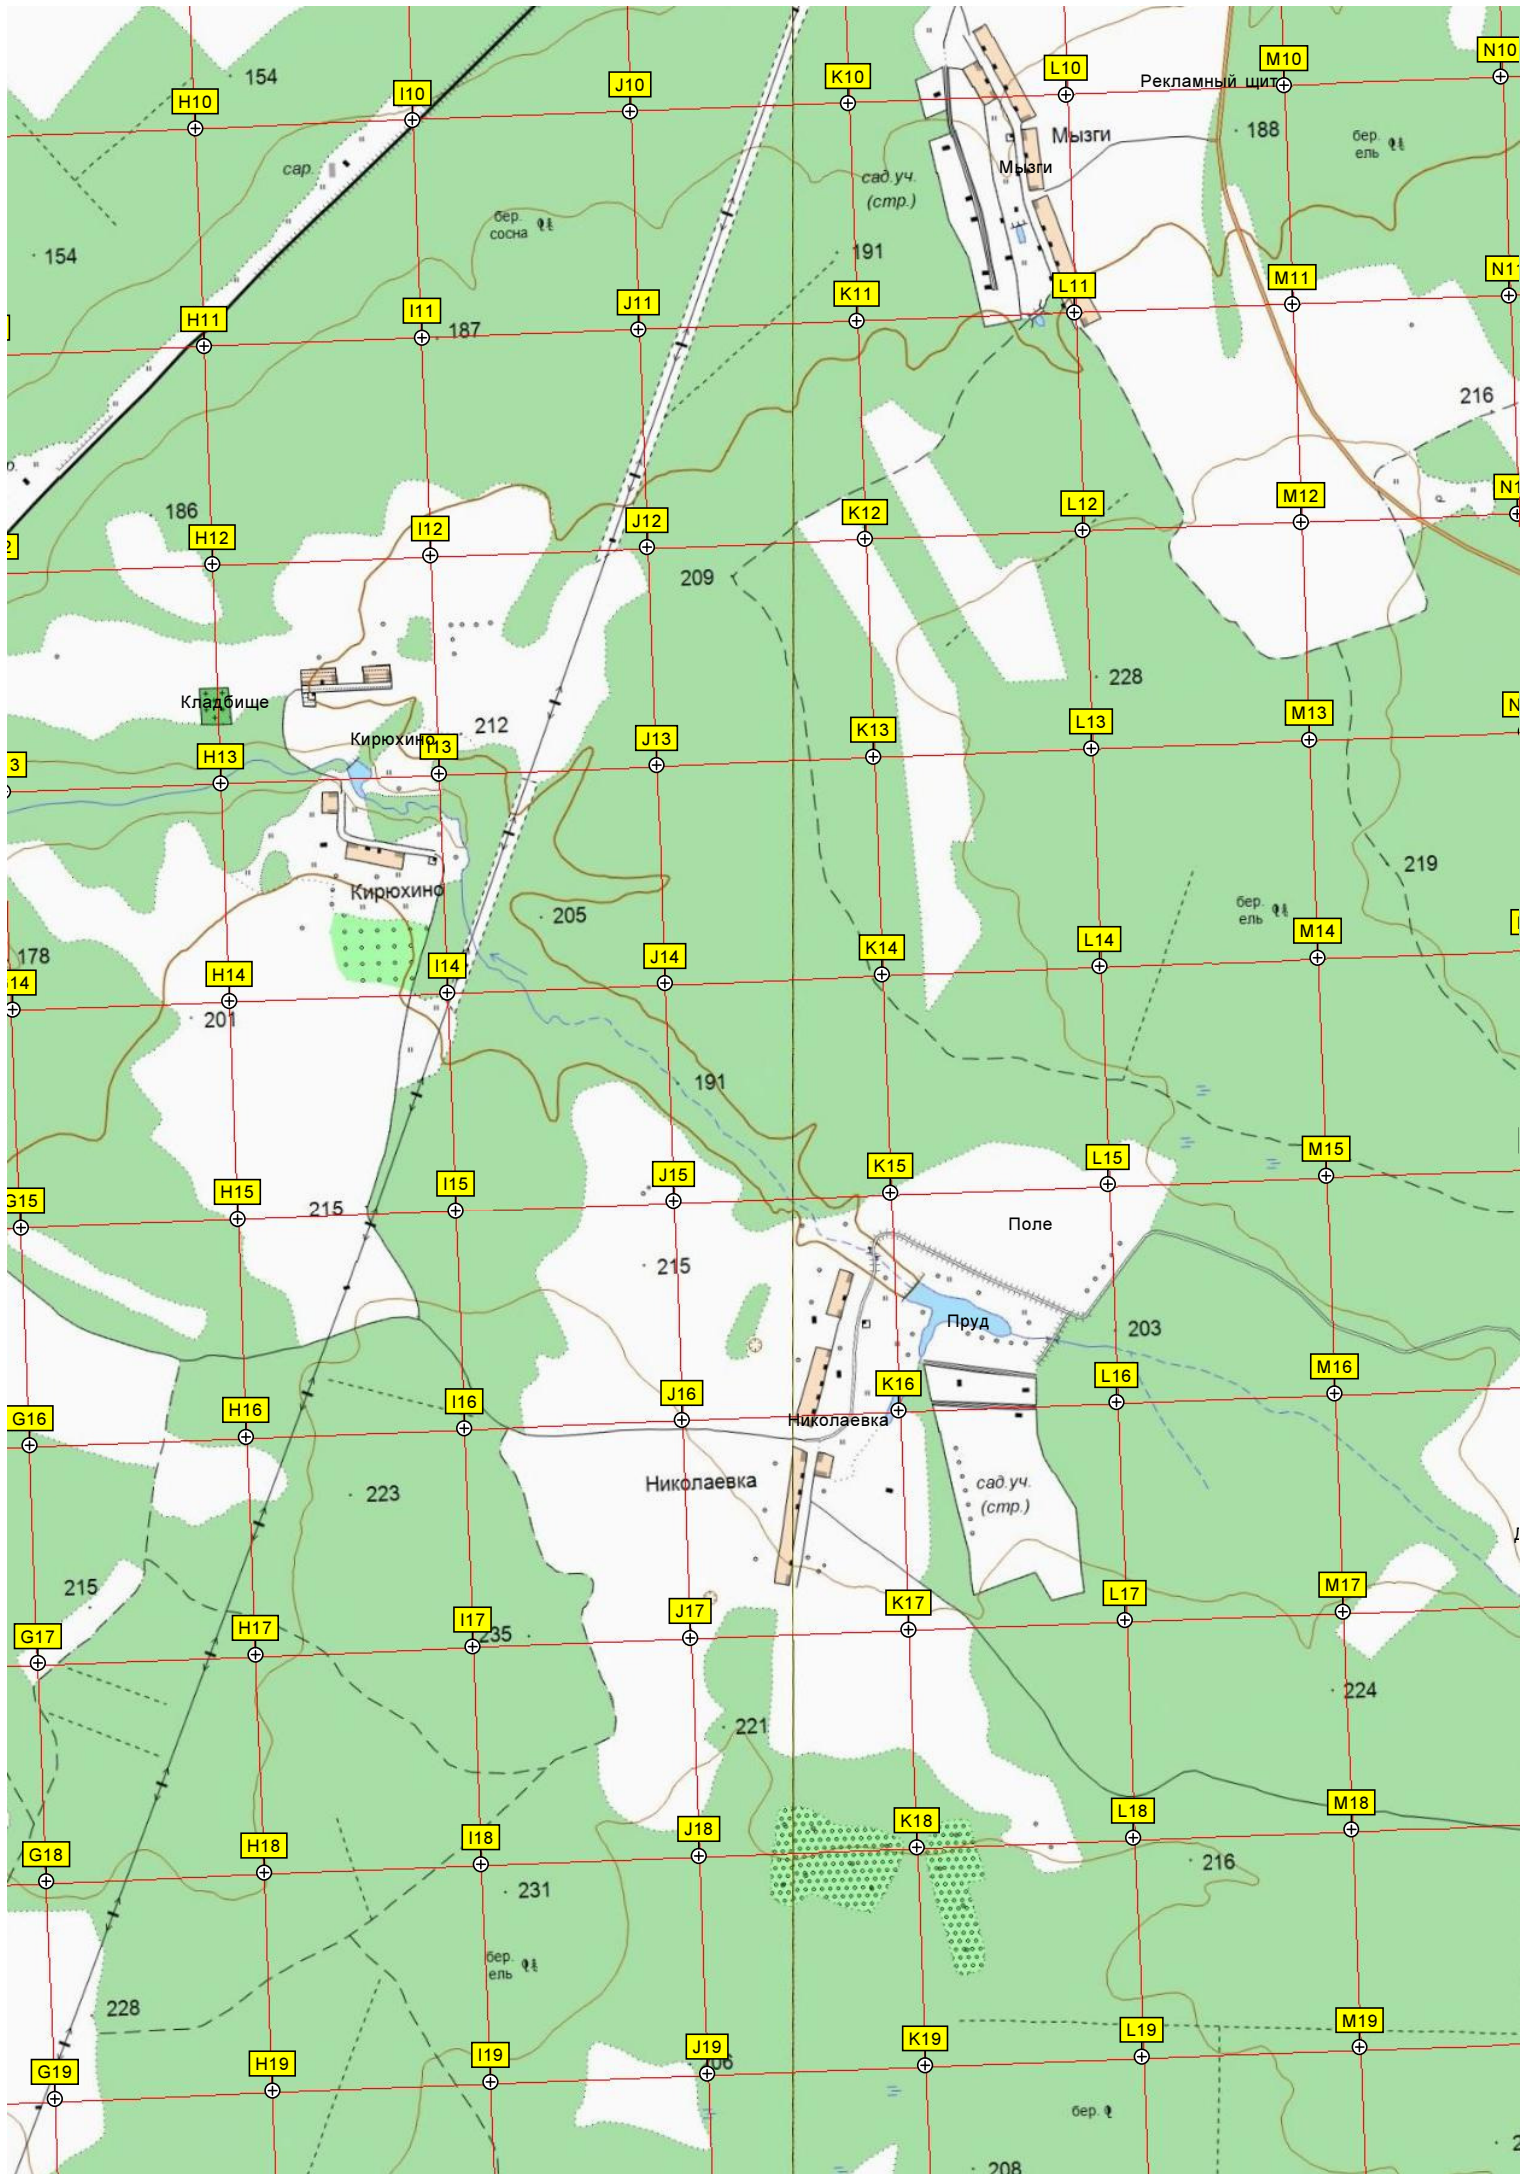 N10
M10
L10
K10
J10
I10
H10
154
Рекламный щит
188
Мызги
бер.
ель
Мызги
сар.
сад.уч.
(стр.)
бер.
сосна
154
191
M11
L11
K11
J11
I11
H11
187
216
M12
L12
K12
J12
I12
H12
186
209
228
Кладбище
M13
L13
K13
J13
212
Кирюхино
I13
H13
219
Кирюхино
205
бер.
ель
M14
L14
K14
J14
I14
H14
178
201
191
M15
L15
K15
J15
I15
H15
G15
215
Поле
215
Пруд
203
M16
L16
K16
J16
I16
H16
G16
Николаевка
Николаевка
сад.уч.
(стр.)
223
215
M17
L17
K17
J17
I17
H17
G17
235
224
221
M18
L18
K18
J18
I18
H18
G18
216
231
бер.
ель
228
M19
L19
K19
J19
I19
H19
G19
бер.
208